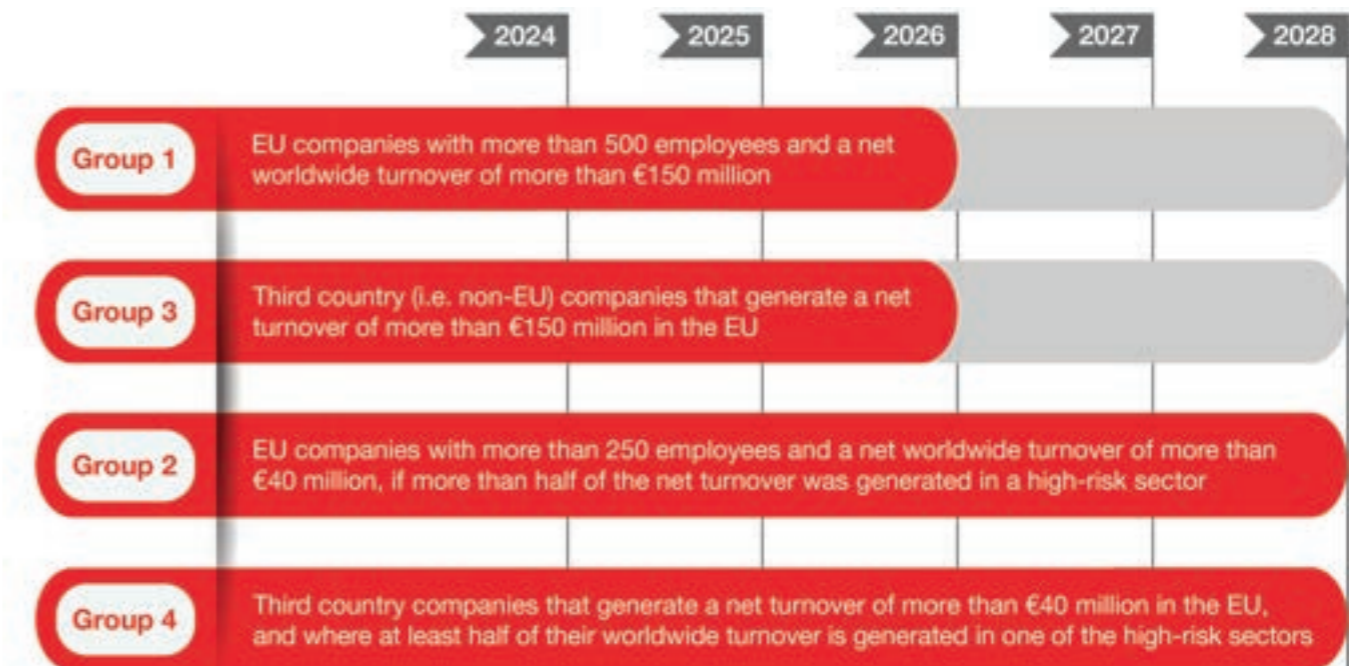 2024 2025 2026 2027 2028
Group 1
EU companies with more than 500 employees and a net
worldwide turnover of more than €150 million
Group 3
Third country (i.e. non-EU) companies that generate a net
turnover of more than €150 million in the EU
Group 2
EU companies with more than 250 employees and a net worldwide turnover of more than
€40 million, if more than half of the net turnover was generated in a high-risk sector
Group 4
Third country companies that generate a net turnover of more than €40 million in the EU,
and where at least half of their worldwide turnover is generated in one of the high-risk sectors